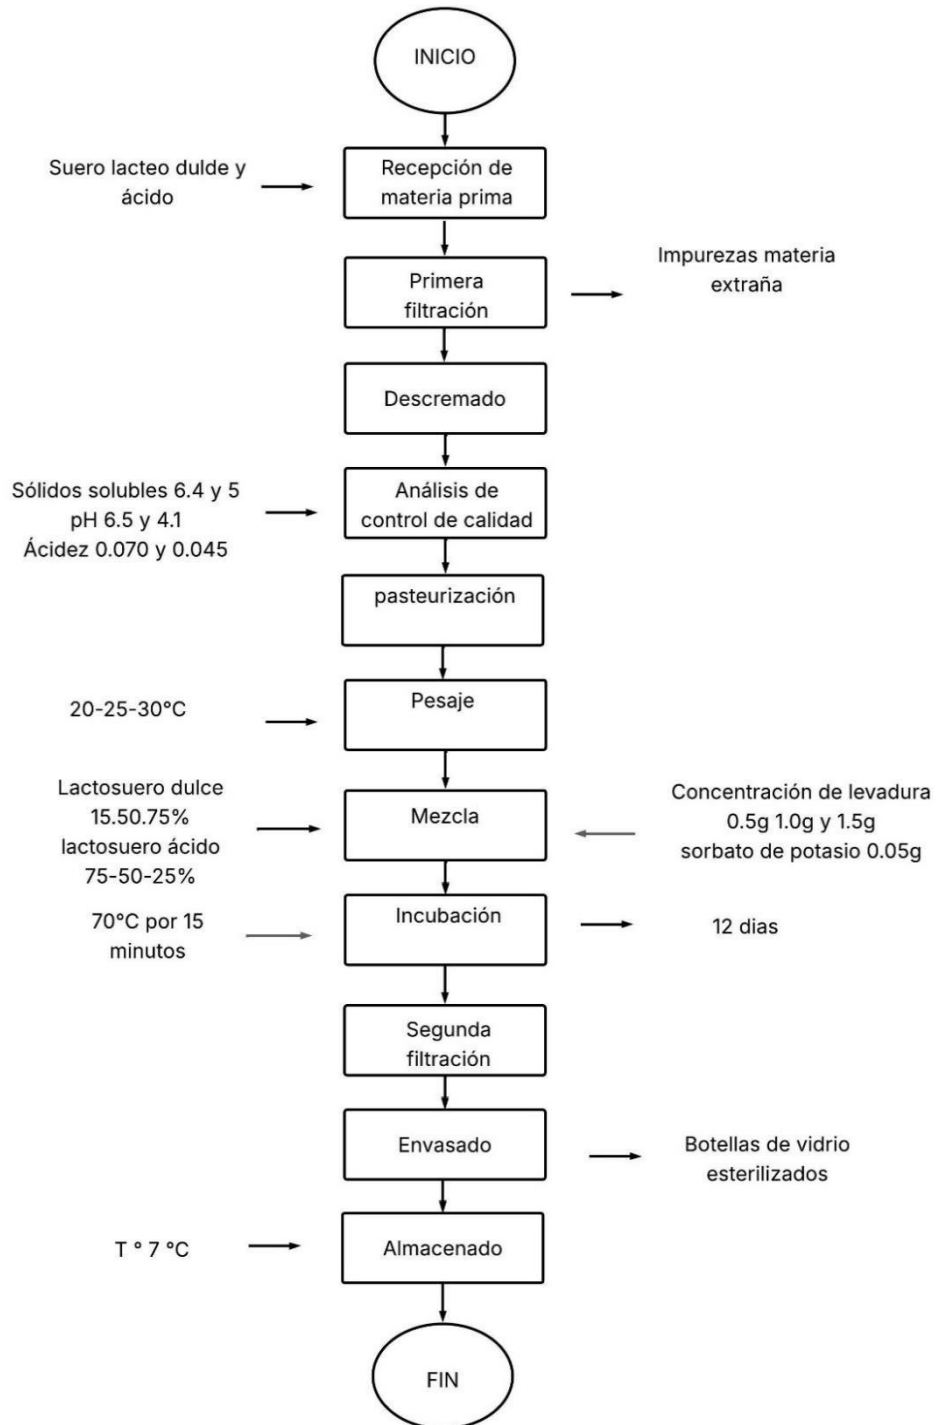 INICIO
Suero lacteo dulde y
ácido
Recepción de
materia prima
Primera
filtración
Impurezas materia
extraña
Descremado
Sólidos solubles 6.4 y 5
pH 6.5 y 4.1
Ácidez 0.070 y 0.045
Análisis de
control de calidad
pasteurización
20-25-30°C
Pesaje
Lactosuero dulce
15.50.75%
lactosuero ácido
75-50-25%
Mezcla
Concentración de levadura
0.5g 1.0g y 1.5g
sorbato de potasio 0.05g
70°C por 15
minutos
Incubación
12 dias
Segunda
filtración
Envasado
Botellas de vidrio
esterilizados
T ° 7 °C
Almacenado
FIN